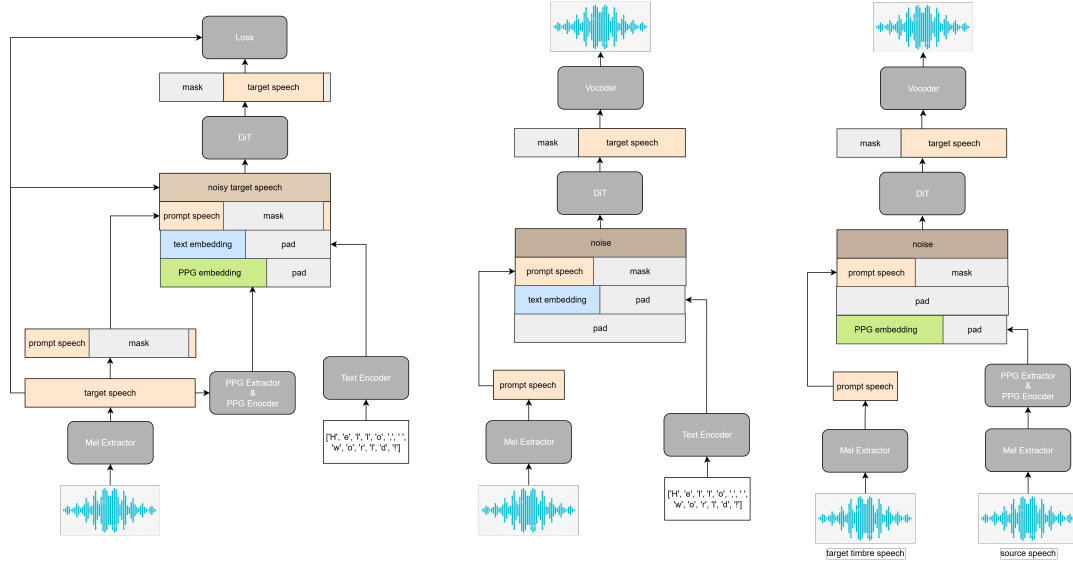 Loss
mask
target speech
DiT
noisy target speech
prompt speech
mask
text embedding
pad
PPG embedding
pad
prompt speech
mask
target speech
PPG Extractor
&
PPG Enocder
Text Encoder
Mel Extractor
['H', 'e', 'l', 'l', 'o', ',', ' ',
'w', 'o', 'r', 'l', 'd', '!']
Vocoder
mask
target speech
DiT
noise
prompt speech
mask
text embedding
pad
pad
prompt speech
Mel Extractor
Text Encoder
['H', 'e', 'l', 'l', 'o', ',', ' ',
'w', 'o', 'r', 'l', 'd', '!']
Vocoder
mask
target speech
DiT
noise
prompt speech
mask
pad
PPG embedding
pad
prompt speech
PPG Extractor
&
PPG Enocder
Mel Extractor
Mel Extractor
target timbre speech
source speech